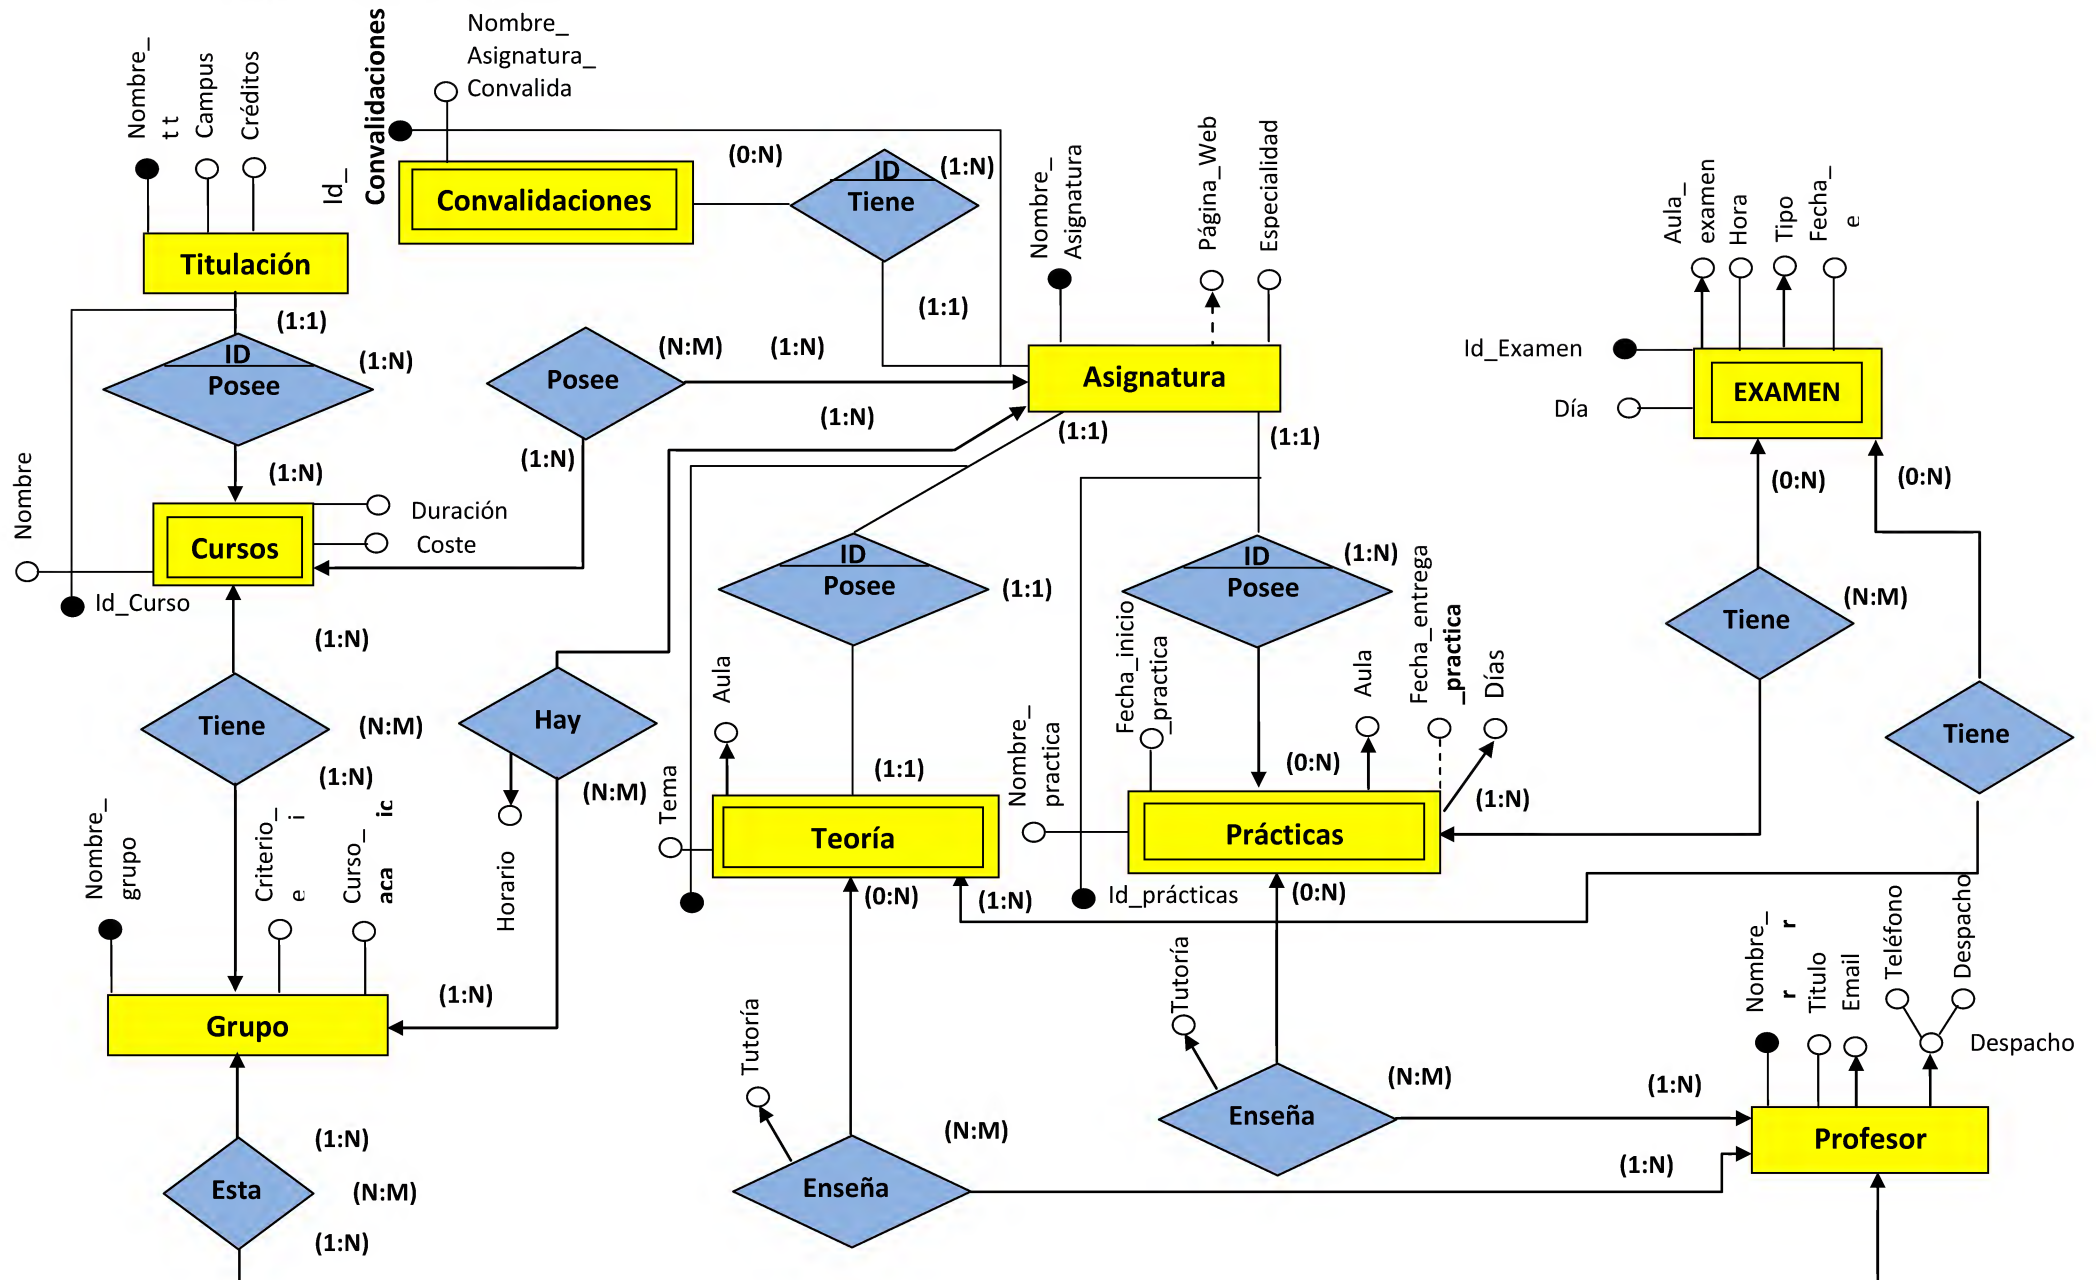 Nombre_
t t
Campus
Créditos
Id_
Convalidaciones
Nombre_
Asignatura_
Convalida
Titulación
(1:1)
ID
Posee
(1:N)
(1:N)
Nombre
Cursos
Duración
Coste
Id_Curso
(1:N)
Tiene
(N:M)
(1:N)
Nombre_
grupo
Criterio_
e i
Curso_
aca ic
Grupo
(1:N)
Esta
(N:M)
(1:N)
Convalidaciones
(0:N)
ID
Tiene
(1:N)
(1:1)
Posee
(N:M)
(1:N)
(1:N)
(1:N)
Nombre_
Asignatura
Página_Web
Especialidad
Asignatura
(1:1)
(1:1)
Hay
(N:M)
Horario
(1:N)
ID
Posee
(1:1)
Aula
Tema
(1:1)
Teoría
(0:N)
(1:N)
ID
Posee
(1:N)
Nombre_
practica
Fecha_inicio
_practica
Aula
Fecha_entrega
_practica
Días
(0:N)
(1:N)
Prácticas
Id_prácticas
(0:N)
Aula_
examen
Hora
Tipo
Fecha_
e
Id_Examen
Día
EXAMEN
(0:N)
(0:N)
Tiene
(N:M)
Tiene
Tutoría
Enseña
(N:M)
(1:N)
Tutoría
Enseña
(N:M)
(1:N)
Nombre_
r r
Titulo
Email
Teléfono
Despacho
Despacho
Profesor